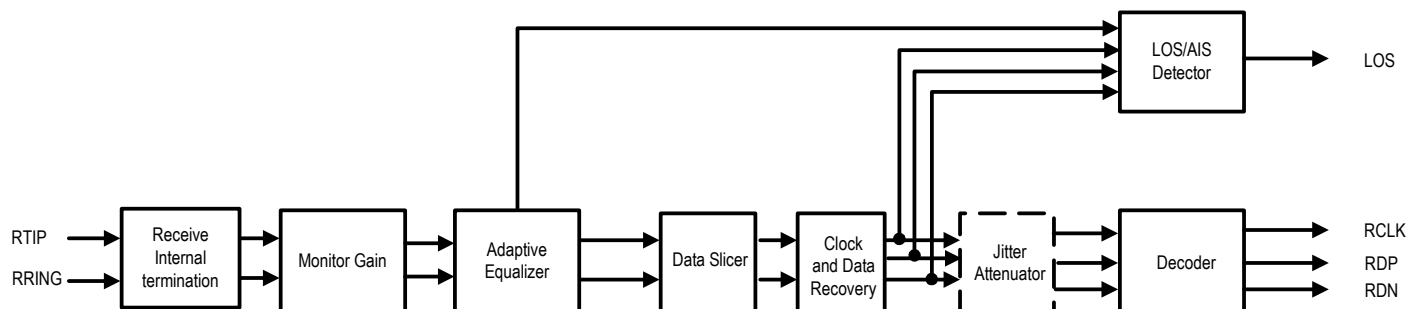 LOS/AIS
Detector
LOS
RTIP
RRING
Receive
Internal
termination
Monitor Gain
Adaptive
Equalizer
Data Slicer
Clock
and Data
Recovery
Jitter
Attenuator
Decoder
RCLK
RDP
RDN